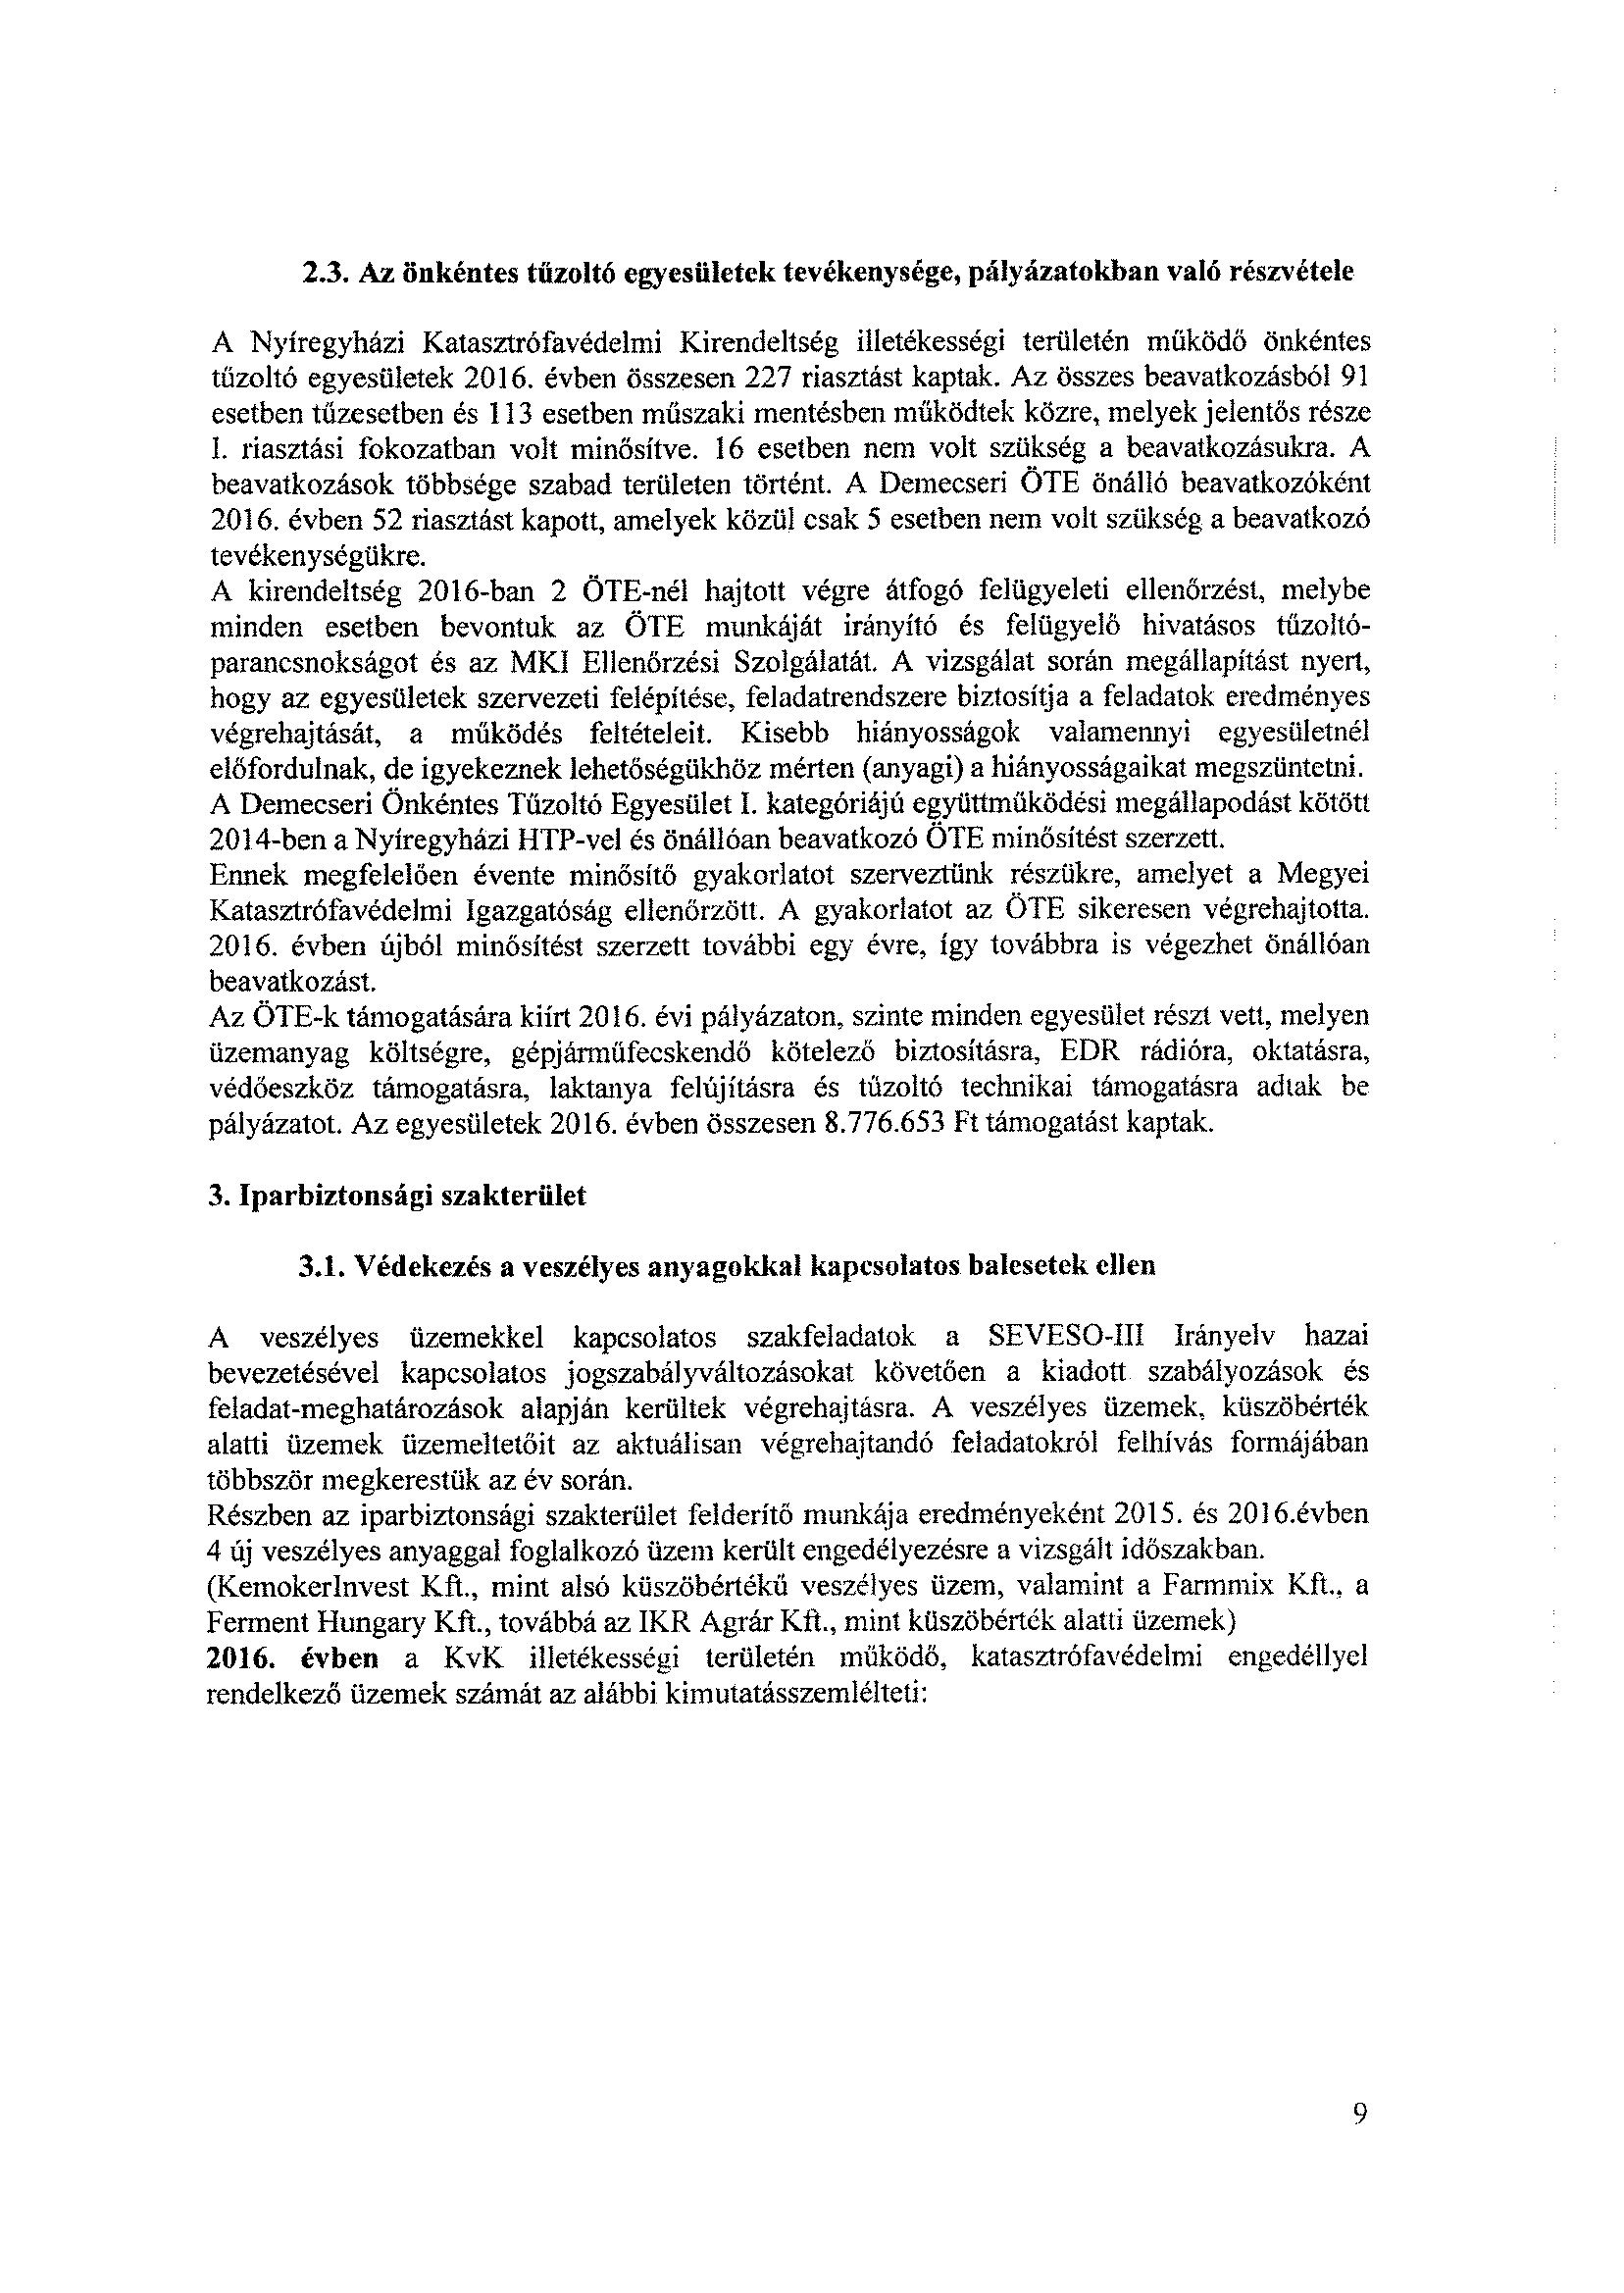 2.3. Az önkéntes tűzoltó egyesületek tevékenysége, pályázatokban való részvétele
A Nyíregyházi Katasztrófavédelmi Kirendeltség illetékességi területén működő önkéntes
tűzoltó egyesületek 2016. évben összesen 227 riasztást kaptak. Az összes beavatkozásból 91
esetben tűzesetben és 113 esetben műszaki mentésben működtek közre, melyek jelentős része
I. riasztási fokozatban volt minősítve. 16 esetben nem volt szükség a beavatkozásukra. A
beavatkozások többsége szabad területen történt. A Demecseri ÖTE önálló beavatkozóként
2016. évben 52 riasztást kapott, amelyek közül csak 5 esetben nem volt szükség a beavatkozó
tevékenységükre.
A kirendeltség 2016-ban 2 ÖTE-nél hajtott végre átfogó felügyeleti ellenőrzést, melybe
minden esetben bevontuk az ÖTE munkáját irányító és felügyelő hivatásos tűzoltó-
parancsnokságot és az MKI Ellenőrzési Szolgálatát. A vizsgálat során megállapítást nyert,
hogy az egyesületek szervezeti felépítése, feladatrendszere biztosítja a feladatok eredményes
végrehajtását, a működés feltételeit. Kisebb hiányosságok valamennyi egyesületnél
előfordulnak, de igyekeznek lehetőségükhöz mérten (anyagi) a hiányosságaikat megszüntetni.
A Demecseri Önkéntes Tűzoltó Egyesület I. kategóriájú együttműködési megállapodást kötött
2014-ben a Nyíregyházi HTP-vel és önállóan beavatkozó ÖTE minősítést szerzett.
Ennek megfelelően évente minősítő gyakorlatot szerveztünk részükre, amelyet a Megyei
Katasztrófavédelmi Igazgatóság ellenőrzött. A gyakorlatot az ÖTE sikeresen végrehajtotta.
2016. évben újból minősítést szerzett további egy évre, így továbbra is végezhet önállóan
beavatkozást.
Az ÖTE-k támogatására kiírt 2016. évi pályázaton, szinte minden egyesület részt vett, melyen
üzemanyag költségre, gépjárműfecskendő kötelező biztosításra, EDR rádióra, oktatásra,
védőeszköz támogatásra, laktanya felújításra és tűzoltó technikai támogatásra adtak be
pályázatot. Az egyesületek 2016. évben összesen 8.776.653 Ft támogatást kaptak.
3. Iparbiztonsági szakterület
3.1. Védekezés a veszélyes anyagokkal kapcsolatos balesetek ellen
A veszélyes üzemekkel kapcsolatos szakfeladatok a SEVESO-III Irányelv hazai
bevezetésével kapcsolatos jogszabályváltozásokat követően a kiadott szabályozások és
feladat-meghatározások alapján kerültek végrehajtásra. A veszélyes üzemek, küszöbérték
alatti üzemek üzemeltetőit az aktuálisan végrehajtandó feladatokról felhívás formájában
többször megkerestük az év során.
Részben az iparbiztonsági szakterület felderítő munkája eredményeként 2015. és 2016.évben
4 új veszélyes anyaggal foglalkozó üzem került engedélyezésre a vizsgált időszakban.
(KemokerInvest Kft., mint alsó küszöbértékű veszélyes üzem, valamint a Farmmix Kft., a
Ferment Hungary Kft., továbbá az IKR Agrár Kft., mint küszöbérték alatti üzemek)
2016. évben a KvK illetékességi területén működő, katasztrófavédelmi engedéllyel
rendelkező üzemek számát az alábbi kimutatásszemlélteti:
9